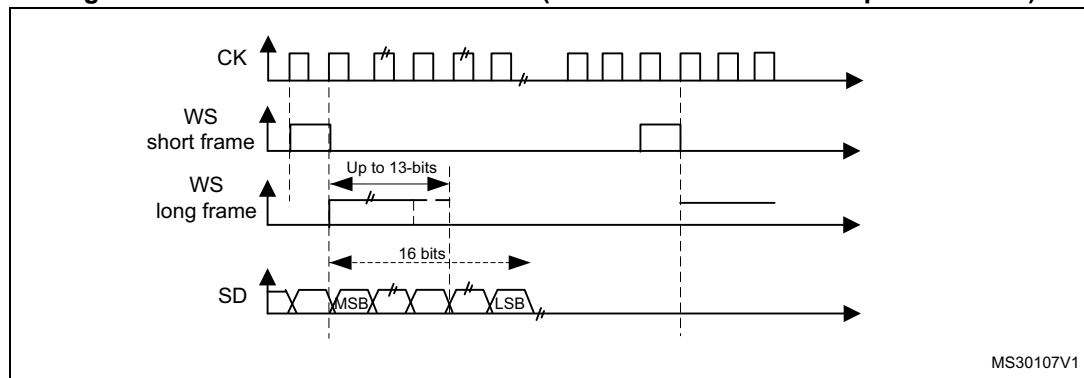 CK
WS
short frame
Up to 13-bits
WS
long frame
16 bits
SD
MSB
LSB
MS30107V1